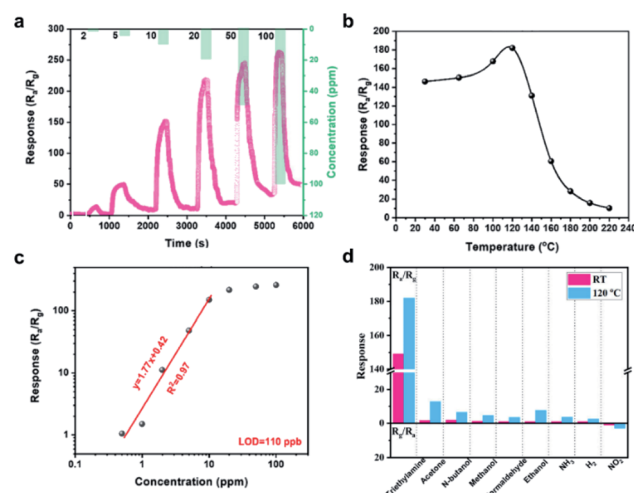 a
2 5 10 20 50 100
300
250
200
150
100
50
0
Response (Ra/Rg)
0
20
40
60
80
100
120
Concentration (ppm)
0 1000 2000 3000 4000 5000 6000
Time (s)
b
200
180
160
140
120
100
80
60
40
20
0
Response (Ra/Rg)
20 40 60 80 100 120 140 160 180 200 220 240
Temperature (°C)
c
100
10
1
Response (Ra/Rg)
y=1.77x+0.42
R²=0.97
LOD=110 ppb
0.1 1 10 100
Concentration (ppm)
d
Ra/Rg
RT
120 °C
200
180
160
140
20
0
20
Response
Rg/Ra
Triethylamine
Acetone
N-butanol
Methanol
Ethanol
NH3
H2
NO2